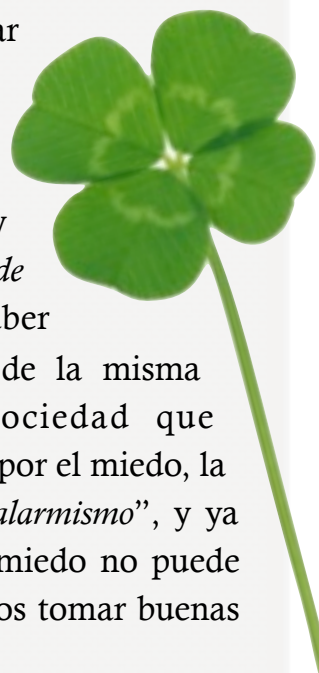 ar
y
de
ber
de la misma
ociedad que
por el miedo, la
alarmismo”, y ya
miedo no puede
os tomar buenas